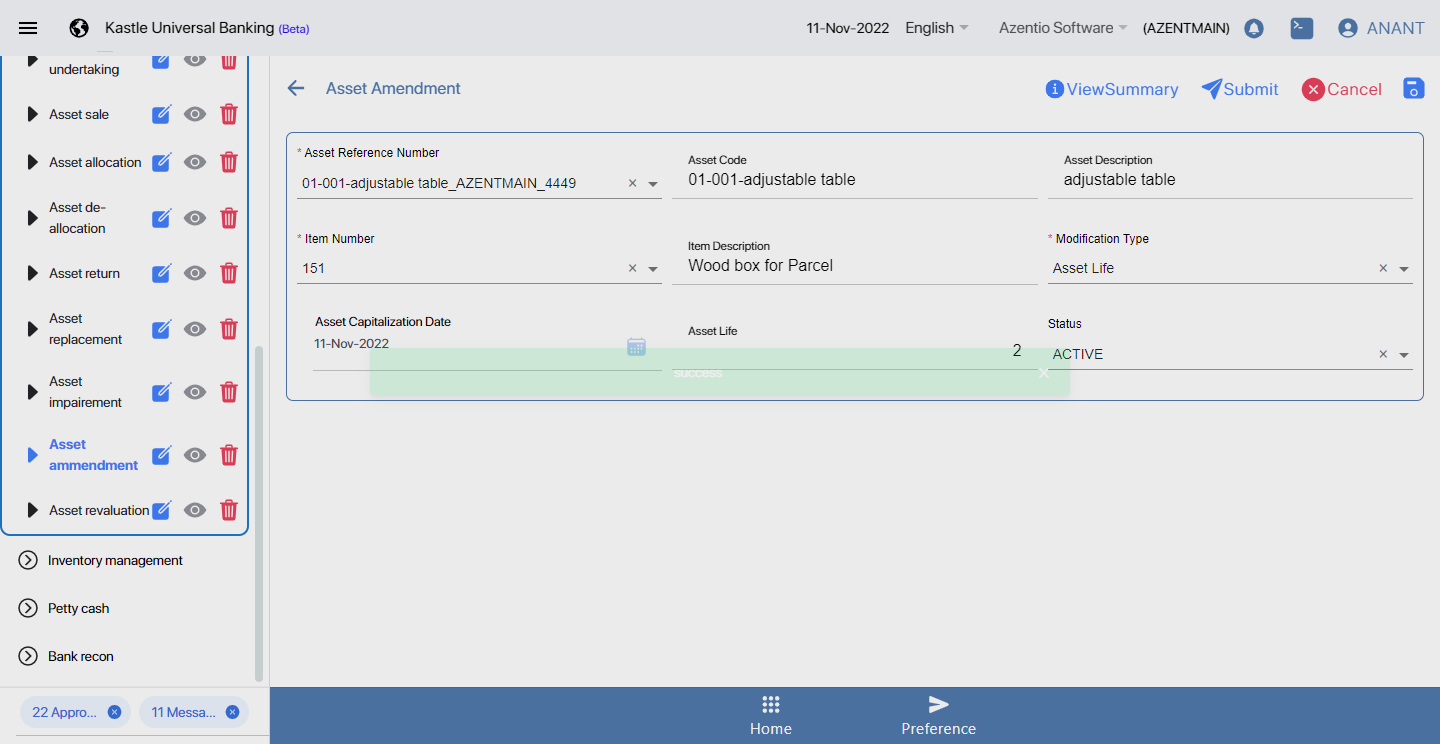 Kastle Universal Banking (Beta)
11-Nov-2022
English
Azentio Software
(AZENTMAIN)
ANANT
undertaking
Asset sale
Asset allocation
Asset de-
allocation
Asset return
Asset
replacement
Asset
impairement
Asset
ammendment
Asset revaluation
Inventory management
Petty cash
Bank recon
22 Appro...
11 Messa...
Asset Amendment
ViewSummary
Submit
Cancel
* Asset Reference Number
01-001-adjustable table_AZENTMAIN_4449
Asset Code
01-001-adjustable table
Asset Description
adjustable table
* Item Number
151
Item Description
Wood box for Parcel
* Modification Type
Asset Life
Asset Capitalization Date
11-Nov-2022
Asset Life
2
Status
ACTIVE
success
Home
Preference